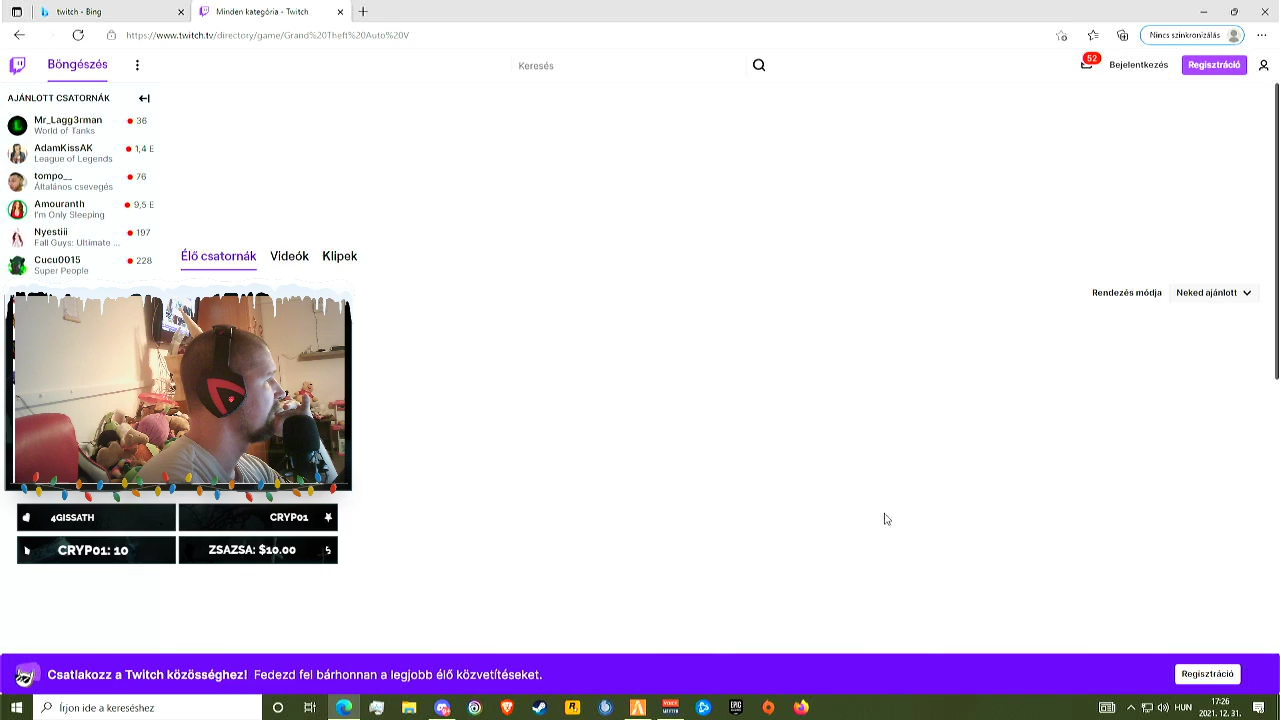 twitch - Bing
Minden kategória - Twitch
https://www.twitch.tv/directory/game/Grand%20Theft%20Auto%20V
Nincs szinkronizálás
Böngészés
Keresés
52
Bejelentkezés
Regisztráció
AJÁNLOTT CSATORNÁK
Mr_Lagg3rman
36
World of Tanks
AdamKissAK
1,4 E
League of Legends
tompo__
76
Általános csevegés
Amouranth
9,5 E
I'm Only Sleeping
Nyestiii
197
Fall Guys: Ultimate ...
Cucu0015
228
Super People
Élő csatornák
Videók
Klipek
Rendezés módja
Neked ajánlott
4GISSATH
CRYP01
CRYP01: 10
ZSAZSA: $10.00
Csatlakozz a Twitch közösséghez! Fedezd fel bárhonnan a legjobb élő közvetítéseket.
Regisztráció
Írjon ide a kereséshez
HUN
17:26
2021. 12. 31.